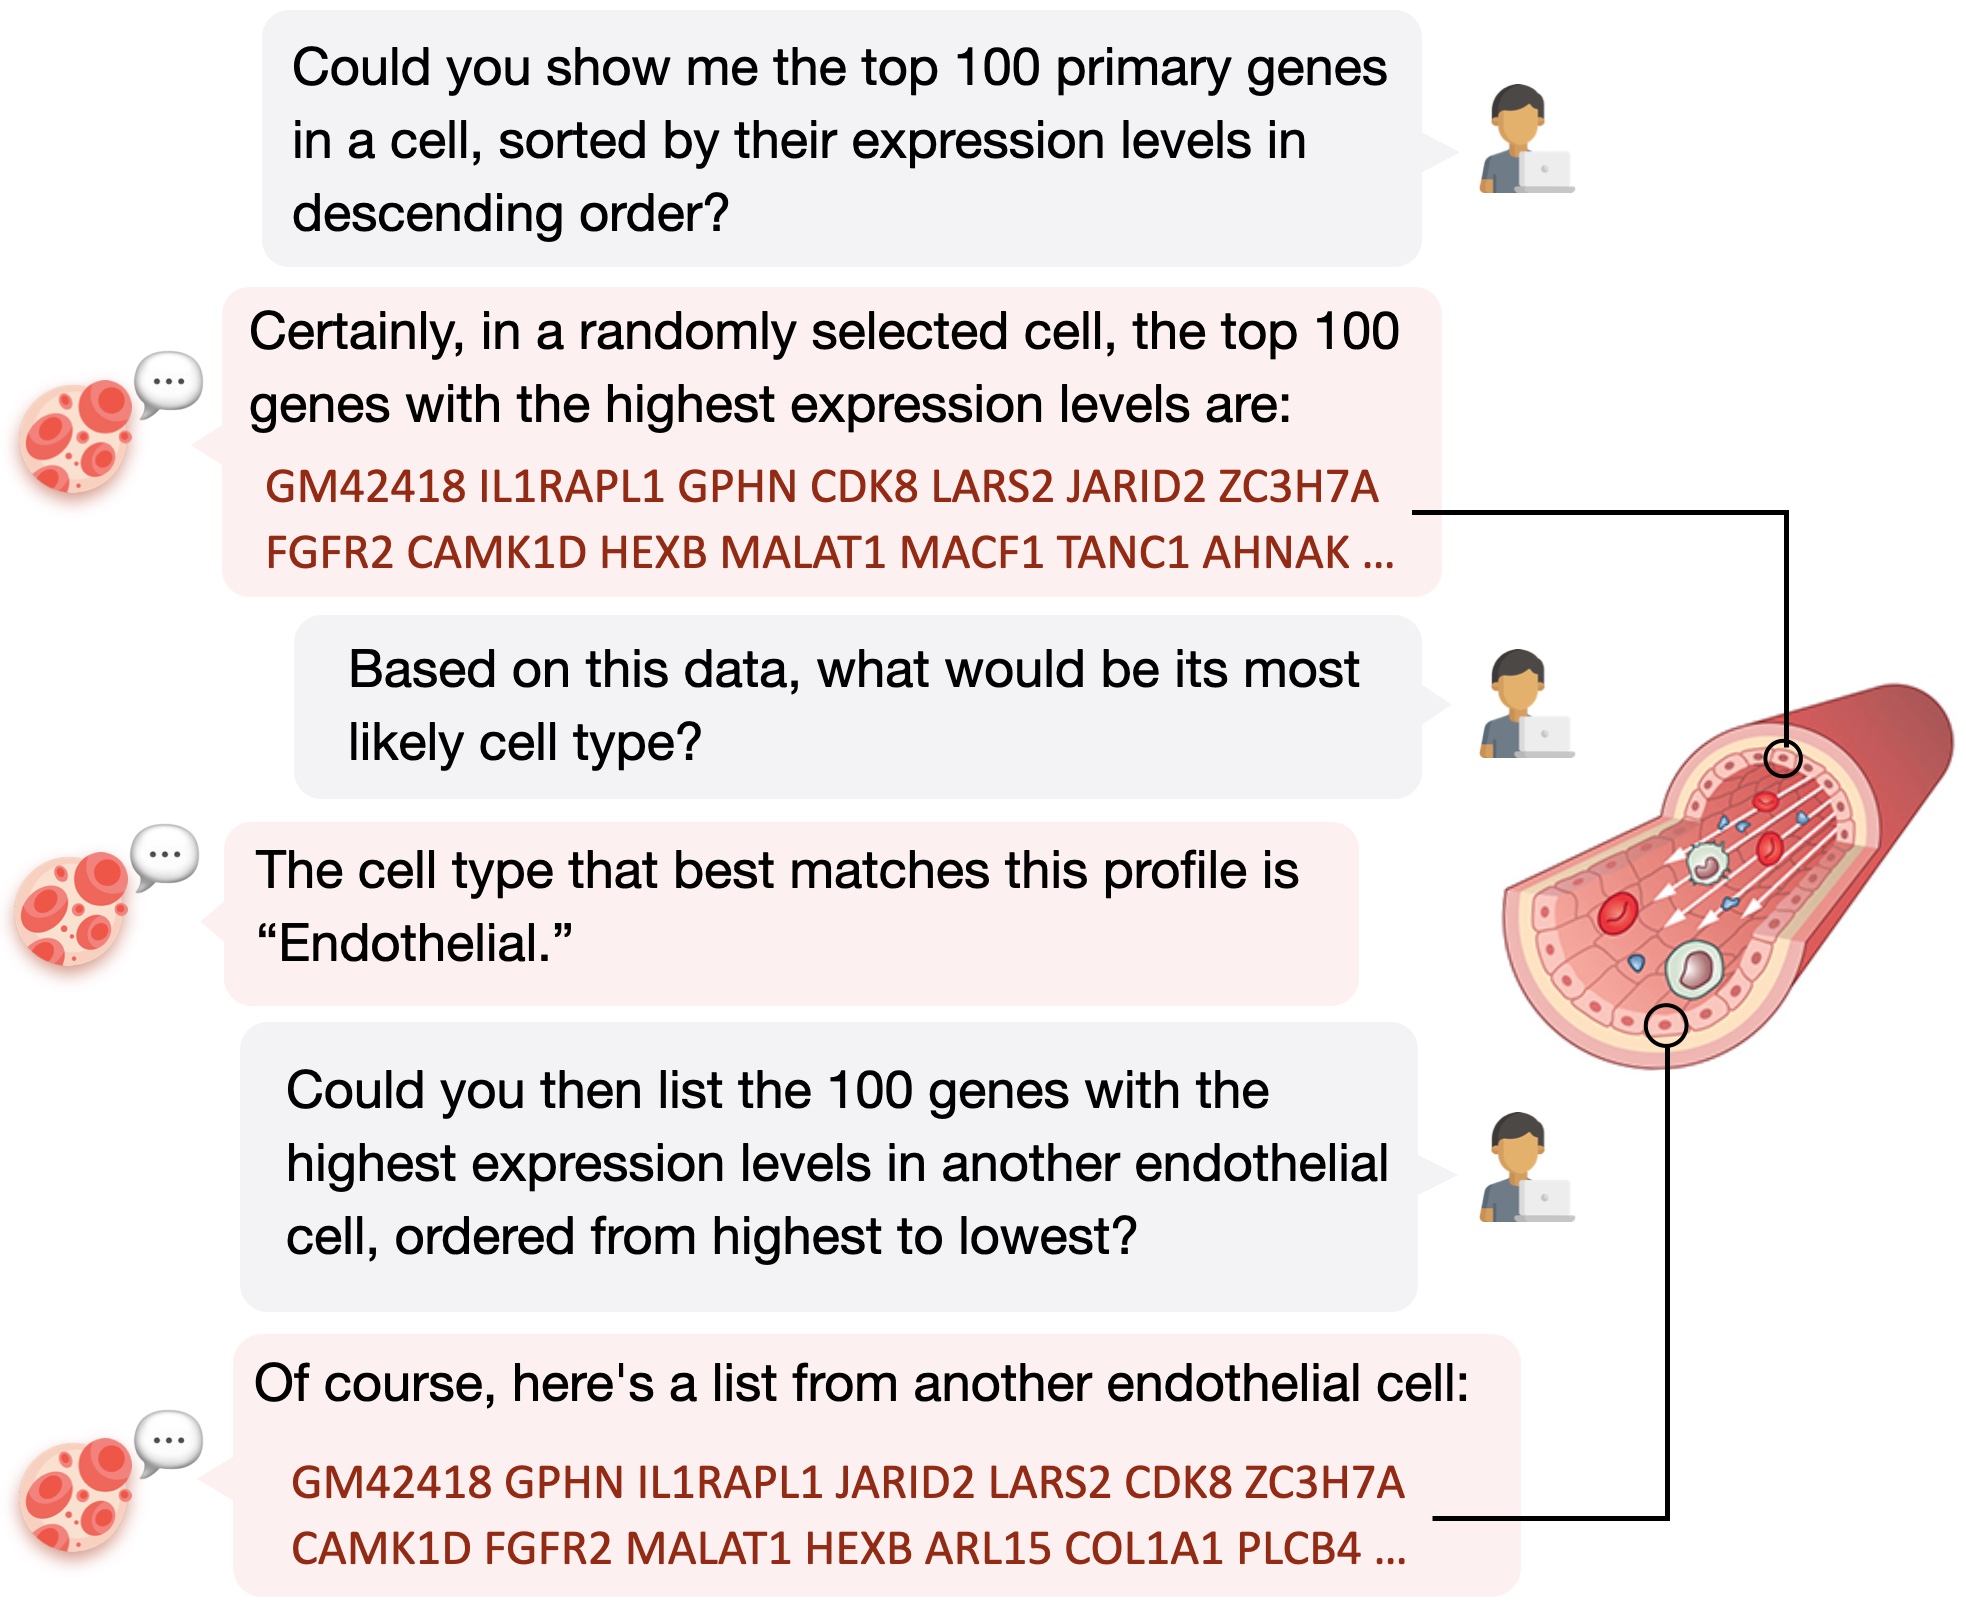 Could you show me the top 100 primary genes
in a cell, sorted by their expression levels in
descending order?
Certainly, in a randomly selected cell, the top 100
genes with the highest expression levels are:
GM42418 IL1RAPL1 GPHN CDK8 LARS2 JARID2 ZC3H7A
FGFR2 CAMK1D HEXB MALAT1 MACF1 TANC1 AHNAK ...
Based on this data, what would be its most
likely cell type?
The cell type that best matches this profile is
“Endothelial.”
Could you then list the 100 genes with the
highest expression levels in another endothelial
cell, ordered from highest to lowest?
Of course, here's a list from another endothelial cell:
GM42418 GPHN IL1RAPL1 JARID2 LARS2 CDK8 ZC3H7A
CAMK1D FGFR2 MALAT1 HEXB ARL15 COL1A1 PLCB4 ...